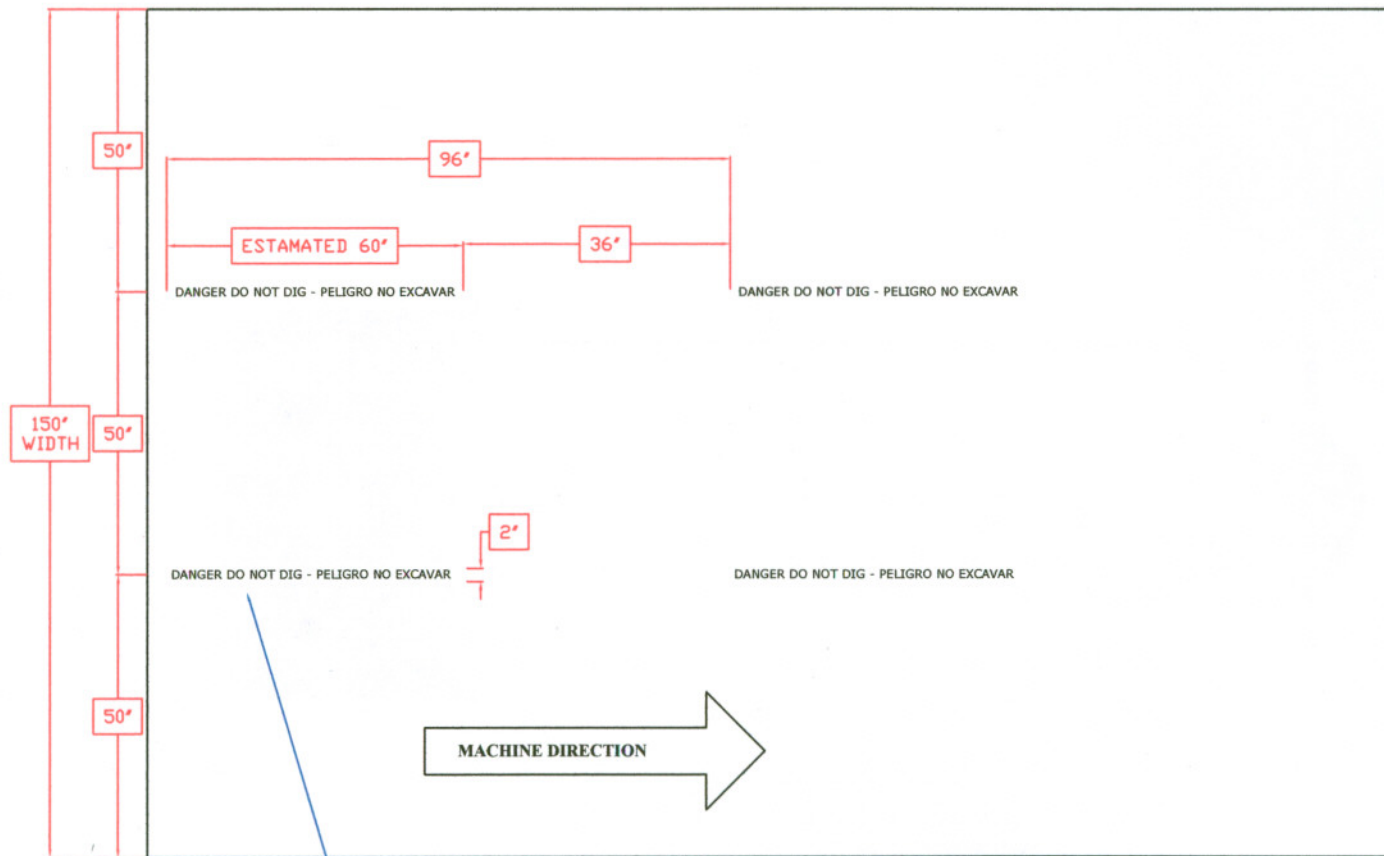 50"
96"
ESTAMATED 60"
36"
DANGER DO NOT DIG - PELIGRO NO EXCAVAR
DANGER DO NOT DIG - PELIGRO NO EXCAVAR
150"
WIDTH
50"
2"
DANGER DO NOT DIG - PELIGRO NO EXCAVAR
DANGER DO NOT DIG - PELIGRO NO EXCAVAR
50"
MACHINE DIRECTION